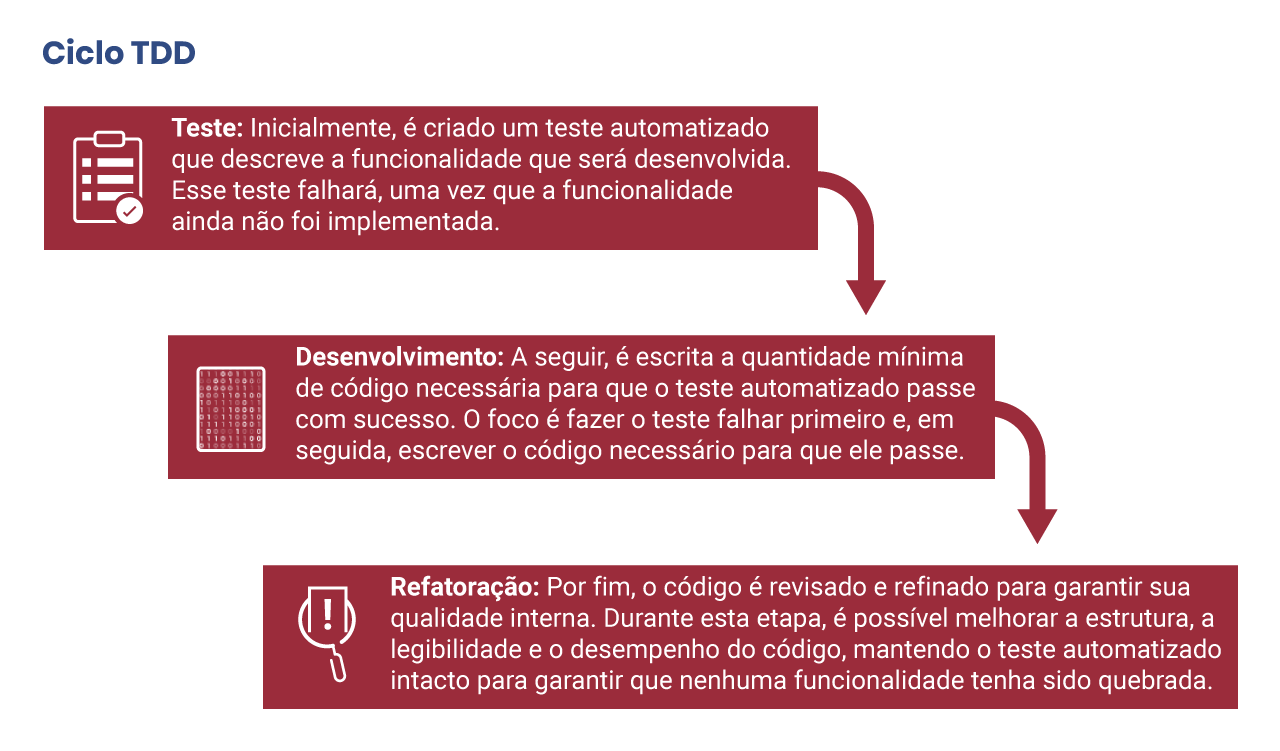 Ciclo TDD
Teste: Inicialmente, é criado um teste automatizado
que descreve a funcionalidade que será desenvolvida.
Esse teste falhará, uma vez que a funcionalidade
ainda não foi implementada.
Desenvolvimento: A seguir, é escrita a quantidade mínima
de código necessária para que o teste automatizado passe
com sucesso. O foco é fazer o teste falhar primeiro e, em
seguida, escrever o código necessário para que ele passe.
!
Refatoração: Por fim, o código é revisado e refinado para garantir sua
qualidade interna. Durante esta etapa, é possível melhorar a estrutura, a
legibilidade e o desempenho do código, mantendo o teste automatizado
intacto para garantir que nenhuma funcionalidade tenha sido quebrada.